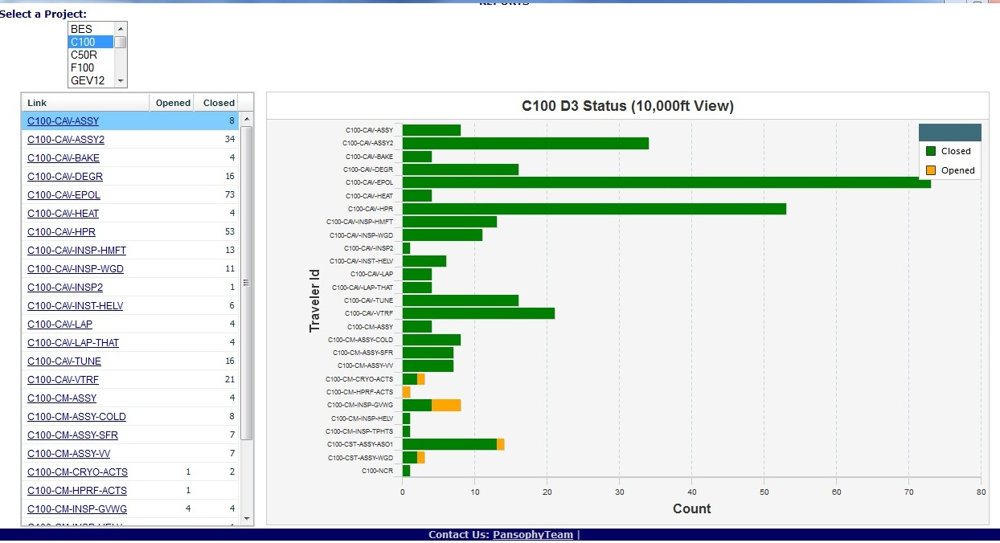 REPORTS
Select a Project:
BES
C100
C50R
F100
GEV12
Link Opened Closed
C100-CAV-ASSY 8
C100-CAV-ASSY2 34
C100-CAV-BAKE 4
C100-CAV-DEGR 16
C100-CAV-EPOL 73
C100-CAV-HEAT 4
C100-CAV-HPR 53
C100-CAV-INSP-HMFT 13
C100-CAV-INSP-WGD 11
C100-CAV-INSP2 1
C100-CAV-INST-HELV 6
C100-CAV-LAP 4
C100-CAV-LAP-THAT 4
C100-CAV-TUNE 16
C100-CAV-VTRF 21
C100-CM-ASSY 4
C100-CM-ASSY-COLD 8
C100-CM-ASSY-SFR 7
C100-CM-ASSY-VV 7
C100-CM-CRYO-ACTS 1 2
C100-CM-HPRF-ACTS 1
C100-CM-INSP-GVWG 4 4
C100-CM-INSP-HELV 1
C100 D3 Status (10,000ft View)
Closed
Opened
Traveler Id
C100-CAV-ASSY
C100-CAV-ASSY2
C100-CAV-BAKE
C100-CAV-DEGR
C100-CAV-EPOL
C100-CAV-HEAT
C100-CAV-HPR
C100-CAV-INSP-HMFT
C100-CAV-INSP-WGD
C100-CAV-INSP2
C100-CAV-INST-HELV
C100-CAV-LAP
C100-CAV-LAP-THAT
C100-CAV-TUNE
C100-CAV-VTRF
C100-CM-ASSY
C100-CM-ASSY-COLD
C100-CM-ASSY-SFR
C100-CM-ASSY-VV
C100-CM-CRYO-ACTS
C100-CM-HPRF-ACTS
C100-CM-INSP-GVWG
C100-CM-INSP-HELV
C100-CM-INSP-TPHTS
C100-CST-ASSY-ASO1
C100-CST-ASSY-WGD
C100-NCR
0 10 20 30 40 50 60 70 80
Count
Contact Us: PansophyTeam |